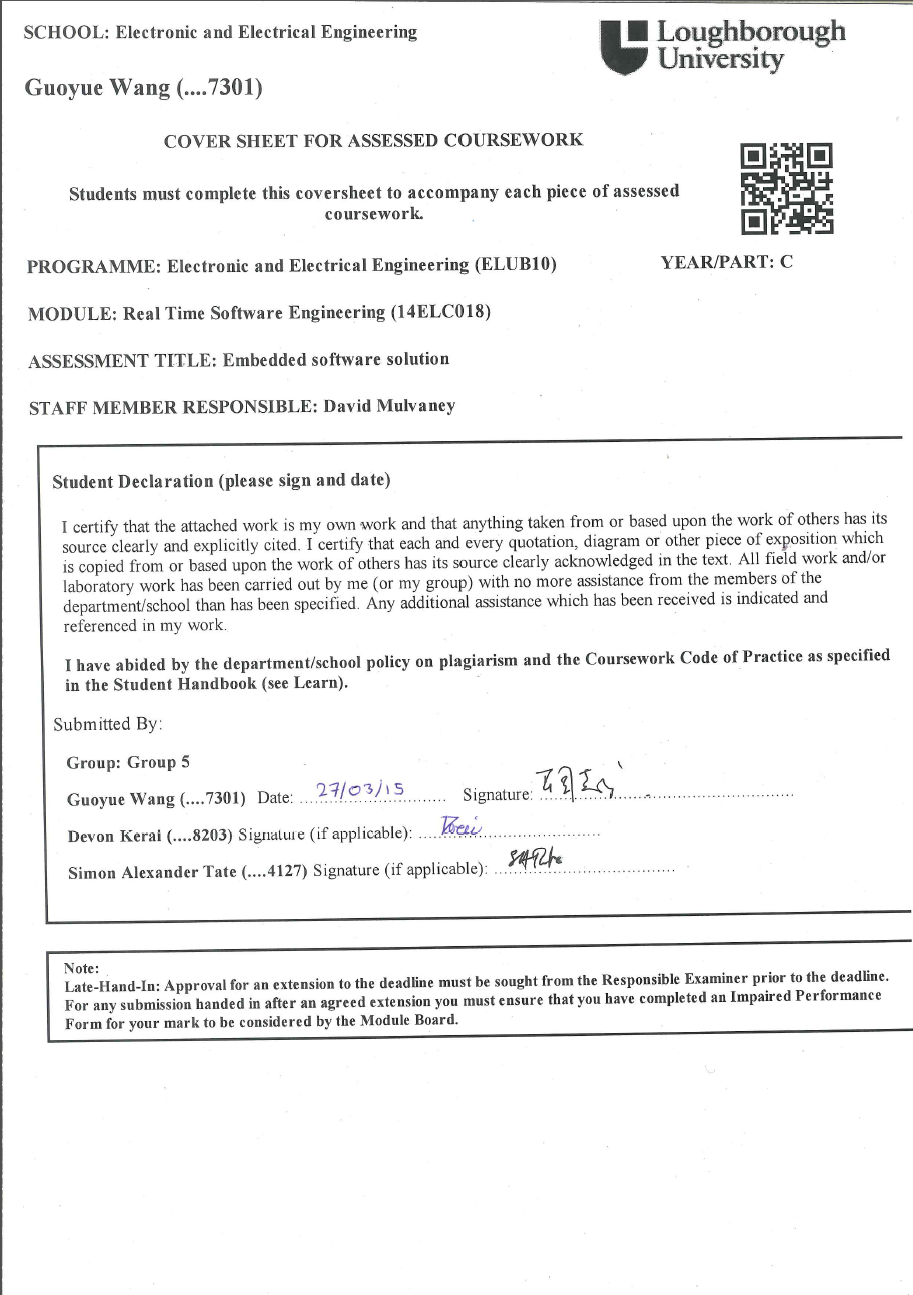 SCHOOL: Electronic and Electrical Engineering
Loughborough
University
Guoyue Wang (....7301)
COVER SHEET FOR ASSESSED COURSEWORK
Students must complete this coversheet to accompany each piece of assessed
coursework.
PROGRAMME: Electronic and Electrical Engineering (ELUB10) YEAR/PART: C
MODULE: Real Time Software Engineering (14ELC018)
ASSESSMENT TITLE: Embedded software solution
STAFF MEMBER RESPONSIBLE: David Mulvaney
Student Declaration (please sign and date)
I certify that the attached work is my own work and that anything taken from or based upon the work of others has its
source clearly and explicitly cited. I certify that each and every quotation, diagram or other piece of exposition which
is copied from or based upon the work of others has its source clearly acknowledged in the text. All field work and/or
laboratory work has been carried out by me (or my group) with no more assistance from the members of the
department/school than has been specified. Any additional assistance which has been received is indicated and
referenced in my work.
I have abided by the department/school policy on plagiarism and the Coursework Code of Practice as specified
in the Student Handbook (see Learn).
Submitted By:
Group: Group 5
Guoyue Wang (....7301) Date: 27/03/15 Signature:
Devon Kerai (....8203) Signature (if applicable):
Simon Alexander Tate (....4127) Signature (if applicable):
Note:
Late-Hand-In: Approval for an extension to the deadline must be sought from the Responsible Examiner prior to the deadline.
For any submission handed in after an agreed extension you must ensure that you have completed an Impaired Performance
Form for your mark to be considered by the Module Board.